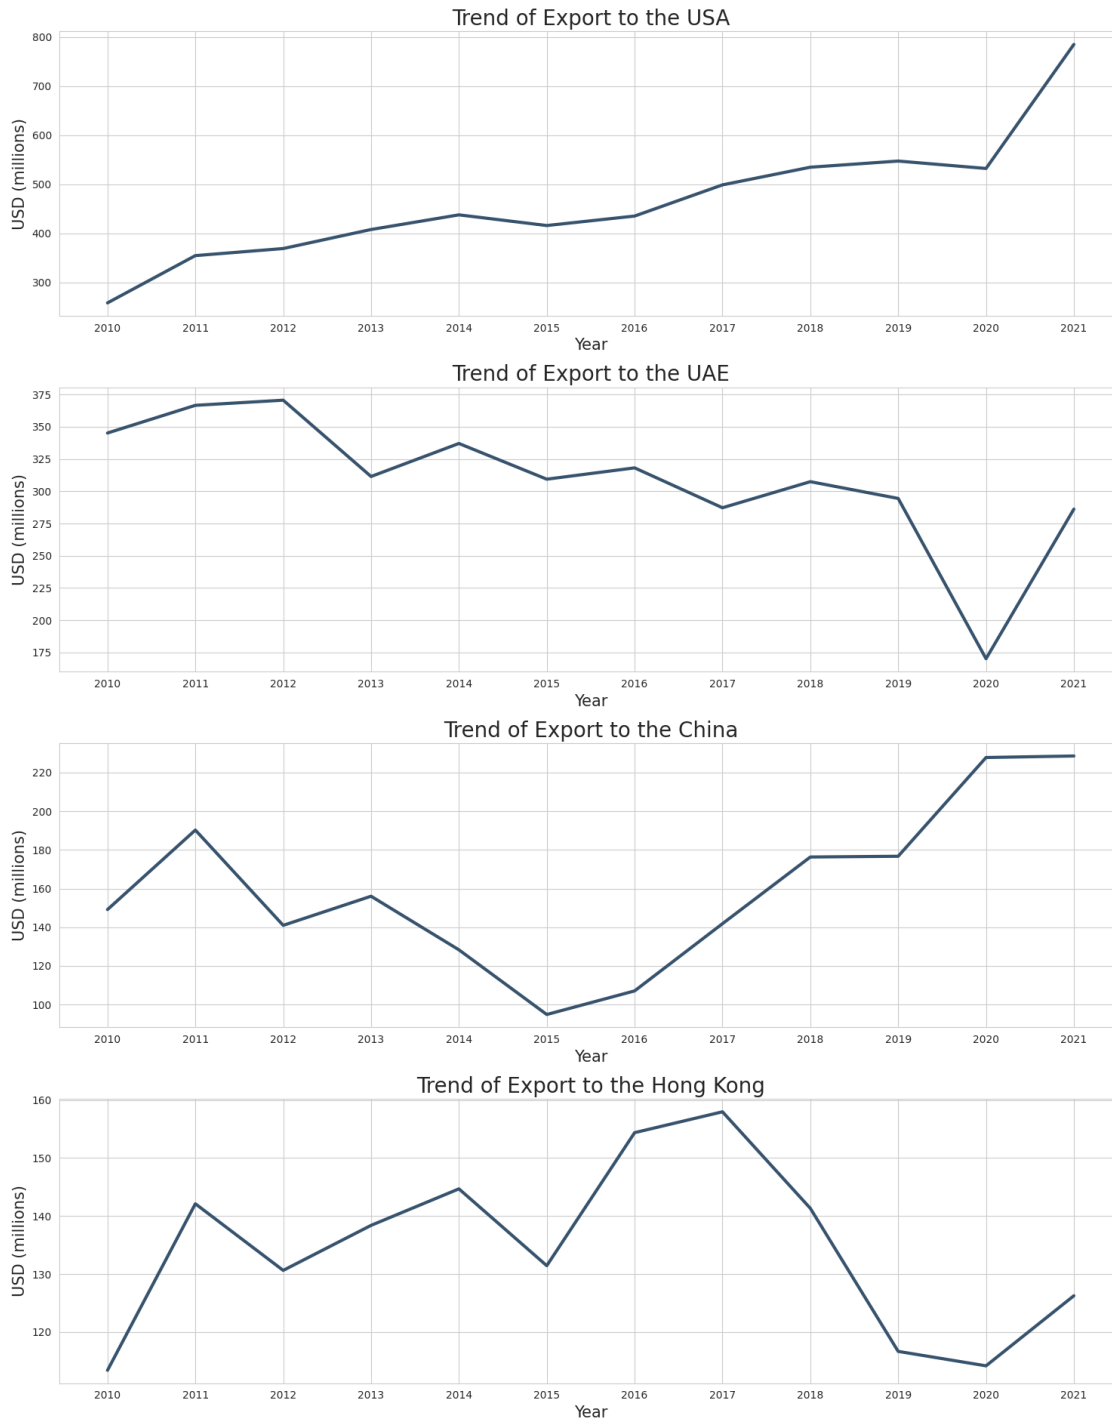 Trend of Export to the USA
800
700
600
500
400
300
USD (millions)
2010 2011 2012 2013 2014 2015 2016 2017 2018 2019 2020 2021
Year
Trend of Export to the UAE
375
350
325
300
275
250
225
200
175
USD (millions)
2010 2011 2012 2013 2014 2015 2016 2017 2018 2019 2020 2021
Year
Trend of Export to the China
220
200
180
160
140
120
100
USD (millions)
2010 2011 2012 2013 2014 2015 2016 2017 2018 2019 2020 2021
Year
Trend of Export to the Hong Kong
160
150
140
130
120
USD (millions)
2010 2011 2012 2013 2014 2015 2016 2017 2018 2019 2020 2021
Year